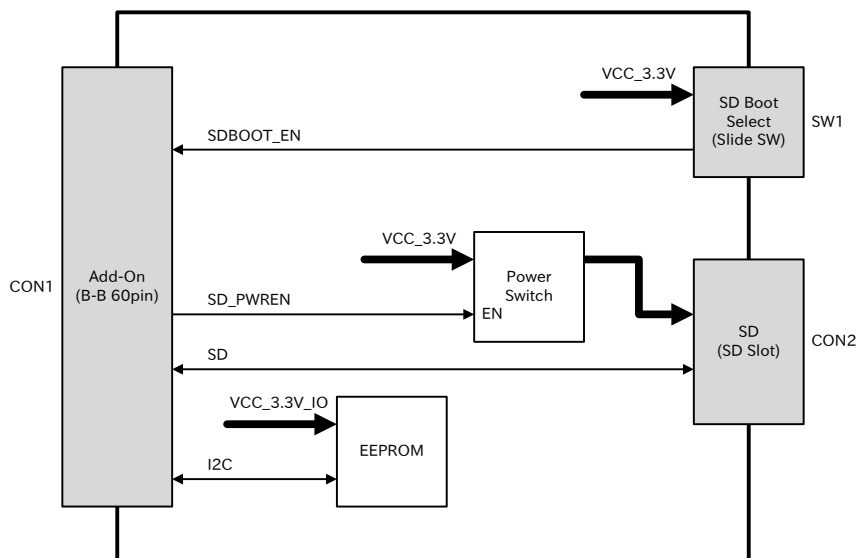 VCC_3.3V
SD Boot
Select
(Slide SW)
SW1
SDBOOT_EN
VCC_3.3V
Power
Switch
EN
CON1
Add-On
(B-B 60pin)
SD_PWREN
SD
(SD Slot)
CON2
SD
VCC_3.3V_IO
EEPROM
I2C